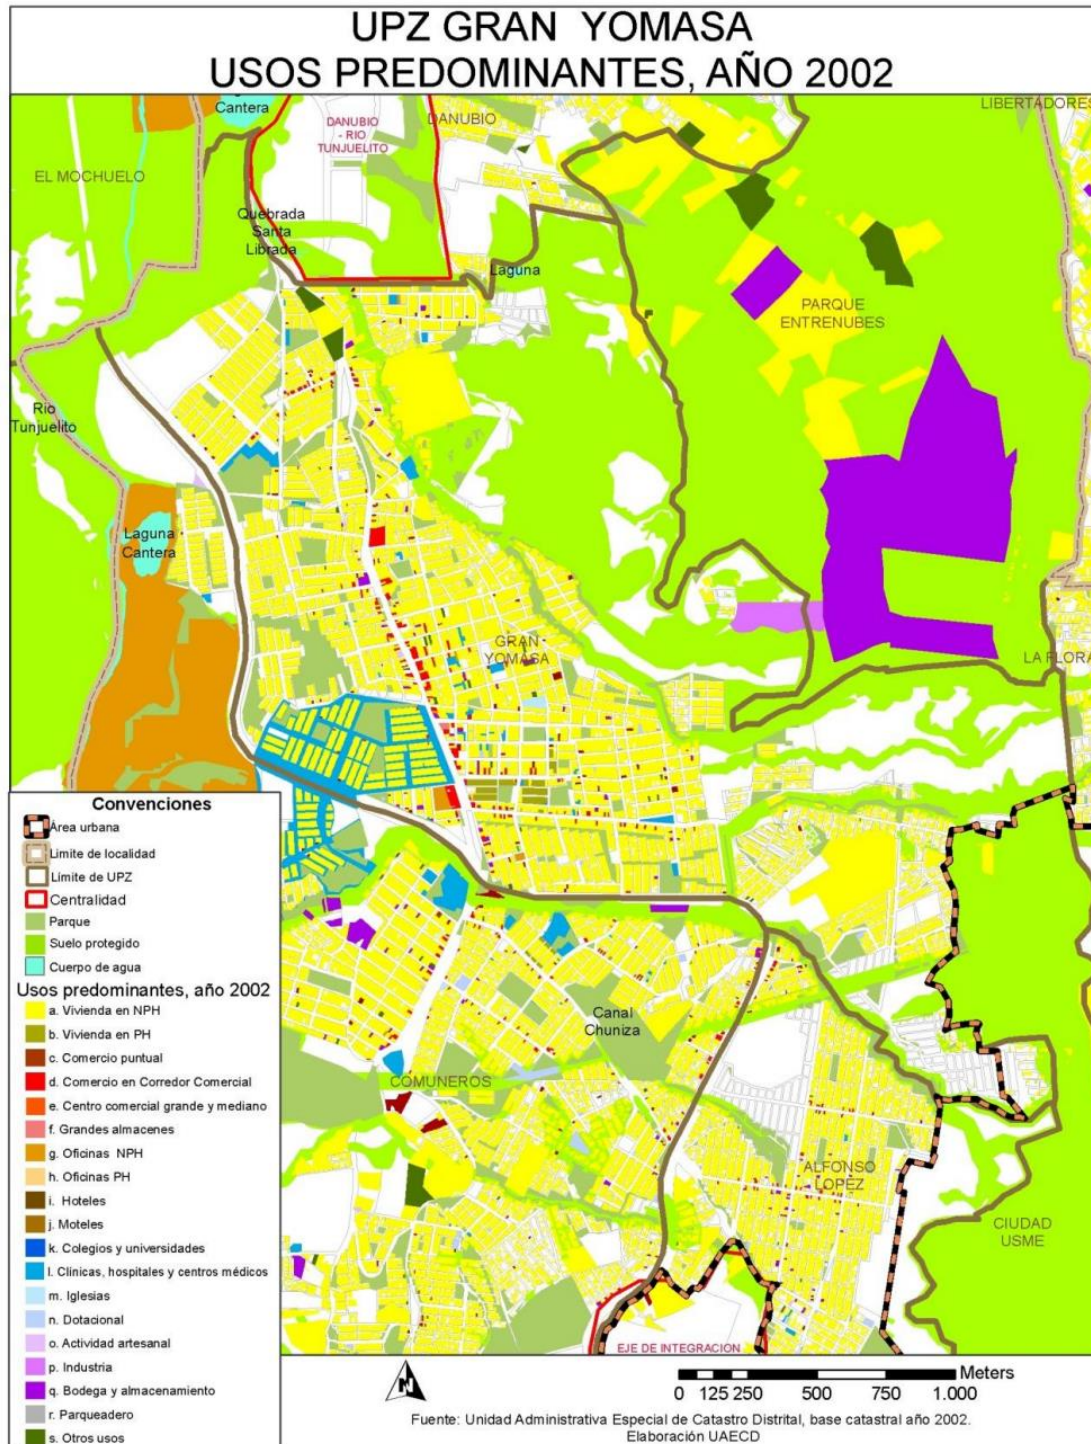 UPZ GRAN YOMASA
USOS PREDOMINANTES, AÑO 2002
Cantera
DANUBIO
- RIO
TUNJUELITO
DANUBIO
LIBERTADORES
EL MOCHUELO
Quebrada
Santa
Librada
Laguna
PARQUE
ENTRENUBES
Río
Tunjuelito
Laguna
Cantera
GRAN
YOMASA
LA FLORA
Canal
Chuniza
COMUNEROS
ALFONSO
LOPEZ
CIUDAD
USME
EJE DE INTEGRACION
Convenciones
Área urbana
Limite de localidad
Límite de UPZ
Centralidad
Parque
Suelo protegido
Cuerpo de agua
Usos predominantes, año 2002
a. Vivienda en NPH
b. Vivienda en PH
c. Comercio puntual
d. Comercio en Corredor Comercial
e. Centro comercial grande y mediano
f. Grandes almacenes
g. Oficinas NPH
h. Oficinas PH
i. Hoteles
j. Moteles
k. Colegios y universidades
l. Clínicas, hospitales y centros médicos
m. Iglesias
n. Dotacional
o. Actividad artesanal
p. Industria
q. Bodega y almacenamiento
r. Parqueadero
s. Otros usos
N
Meters
0 125 250 500 750 1.000
Fuente: Unidad Administrativa Especial de Catastro Distrital, base catastral año 2002.
Elaboración UAECD